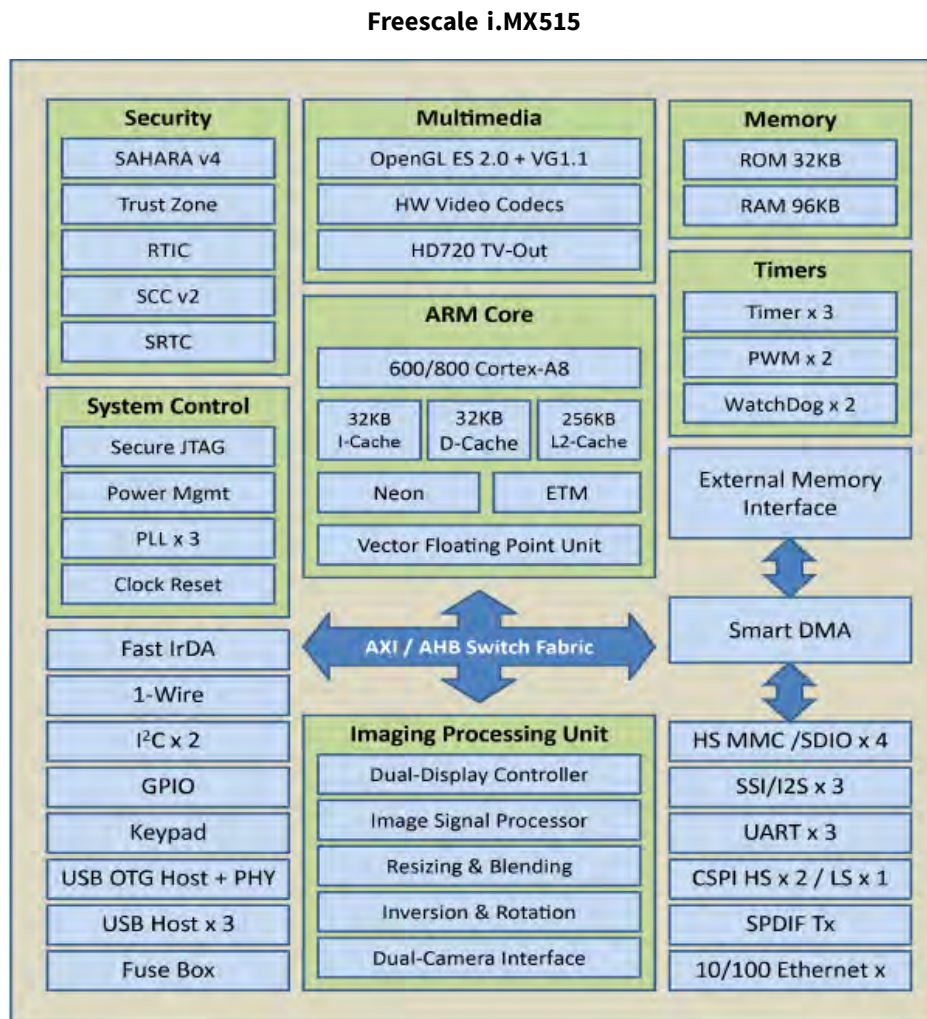 Freescale i.MX515
Security
SAHARA v4
Trust Zone
RTIC
SCC v2
SRTC
System Control
Secure JTAG
Power Mgmt
PLL x 3
Clock Reset
Fast IrDA
1-Wire
I²C x 2
GPIO
Keypad
USB OTG Host + PHY
USB Host x 3
Fuse Box
Multimedia
OpenGL ES 2.0 + VG1.1
HW Video Codecs
HD720 TV-Out
ARM Core
600/800 Cortex-A8
32KB
I-Cache
32KB
D-Cache
256KB
L2-Cache
Neon
ETM
Vector Floating Point Unit
AXI / AHB Switch Fabric
Imaging Processing Unit
Dual-Display Controller
Image Signal Processor
Resizing & Blending
Inversion & Rotation
Dual-Camera Interface
Memory
ROM 32KB
RAM 96KB
Timers
Timer x 3
PWM x 2
WatchDog x 2
External Memory
Interface
Smart DMA
HS MMC /SDIO x 4
SSI/I2S x 3
UART x 3
CSPI HS x 2 / LS x 1
SPDIF Tx
10/100 Ethernet x